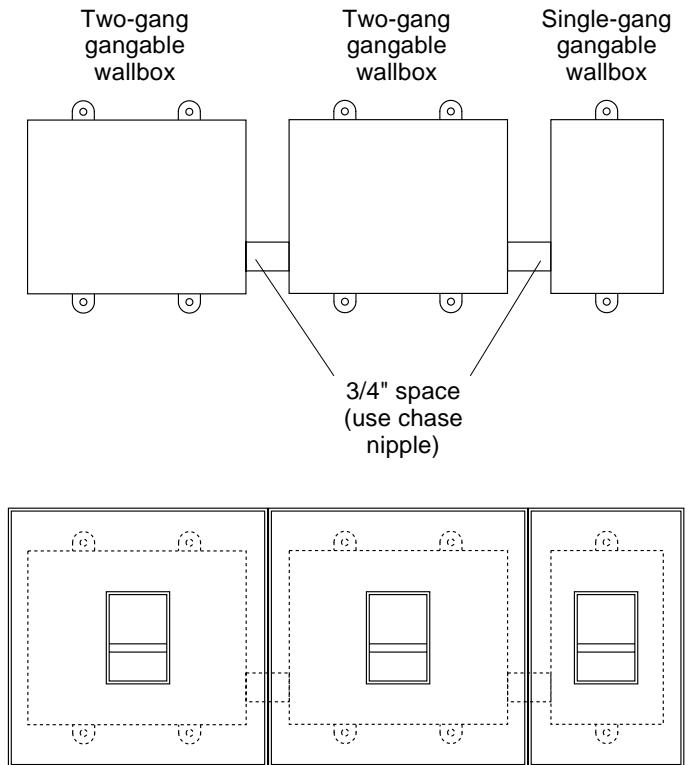 Two-gang
gangable
wallbox
Two-gang
gangable
wallbox
Single-gang
gangable
wallbox
3/4" space
(use chase
nipple)